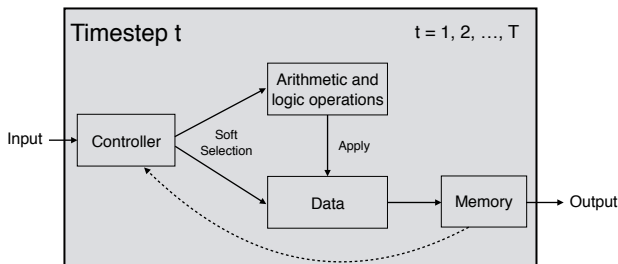 Timestep t
t = 1, 2, …, T
Arithmetic and
logic operations
Input
Controller
Soft
Selection
Apply
Data
Memory
Output